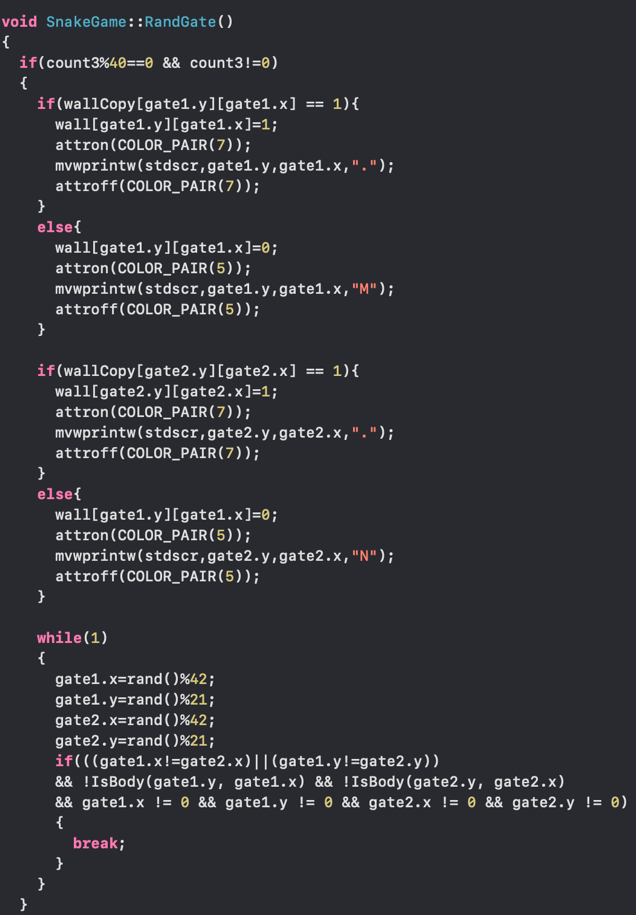 void SnakeGame::RandGate()
{
  if(count3%40==0 && count3!=0)
  {
    if(wallCopy[gate1.y][gate1.x] == 1){
      wall[gate1.y][gate1.x]=1;
      attron(COLOR_PAIR(7));
      mvwprintw(stdscr,gate1.y,gate1.x,".");
      attroff(COLOR_PAIR(7));
    }
    else{
      wall[gate1.y][gate1.x]=0;
      attron(COLOR_PAIR(5));
      mvwprintw(stdscr,gate1.y,gate1.x,"M");
      attroff(COLOR_PAIR(5));
    }

    if(wallCopy[gate2.y][gate2.x] == 1){
      wall[gate2.y][gate2.x]=1;
      attron(COLOR_PAIR(7));
      mvwprintw(stdscr,gate2.y,gate2.x,".");
      attroff(COLOR_PAIR(7));
    }
    else{
      wall[gate1.y][gate1.x]=0;
      attron(COLOR_PAIR(5));
      mvwprintw(stdscr,gate2.y,gate2.x,"N");
      attroff(COLOR_PAIR(5));
    }

    while(1)
    {
      gate1.x=rand()%42;
      gate1.y=rand()%21;
      gate2.x=rand()%42;
      gate2.y=rand()%21;
      if(((gate1.x!=gate2.x)||(gate1.y!=gate2.y))
      && !IsBody(gate1.y, gate1.x) && !IsBody(gate2.y, gate2.x)
      && gate1.x != 0 && gate1.y != 0 && gate2.x != 0 && gate2.y != 0)
      {
        break;
      }
    }
  }